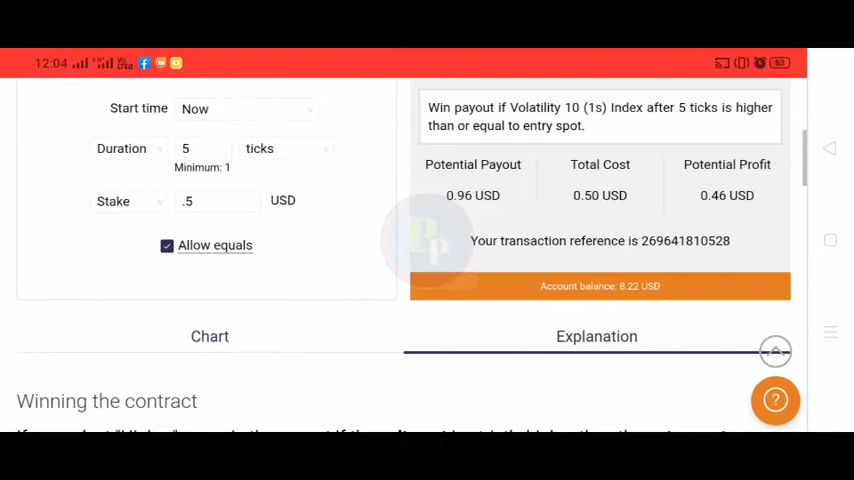 12:04
63
Start time Now
Duration 5 ticks
Minimum: 1
Stake .5 USD
Allow equals
Win payout if Volatility 10 (1s) Index after 5 ticks is higher
than or equal to entry spot.
Potential Payout Total Cost Potential Profit
0.96 USD 0.50 USD 0.46 USD
Your transaction reference is 269641810528
Account balance: 8.22 USD
Chart Explanation
?
Winning the contract